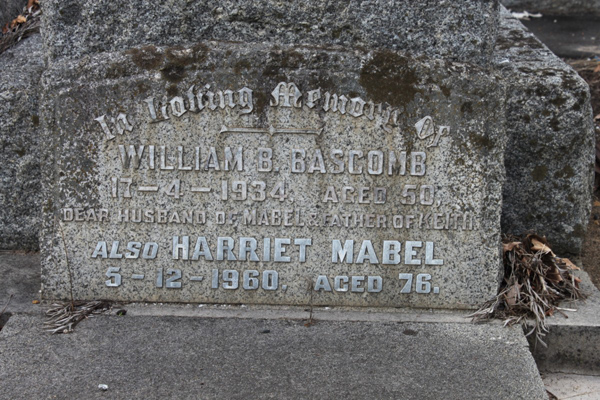 In Loving Memory Of
WILLIAM B. BASCOMB
17-4-1934. AGED 50.
DEAR HUSBAND OF MABEL & FATHER OF KEITH.
ALSO HARRIET MABEL
5-12-1960. AGED 76.